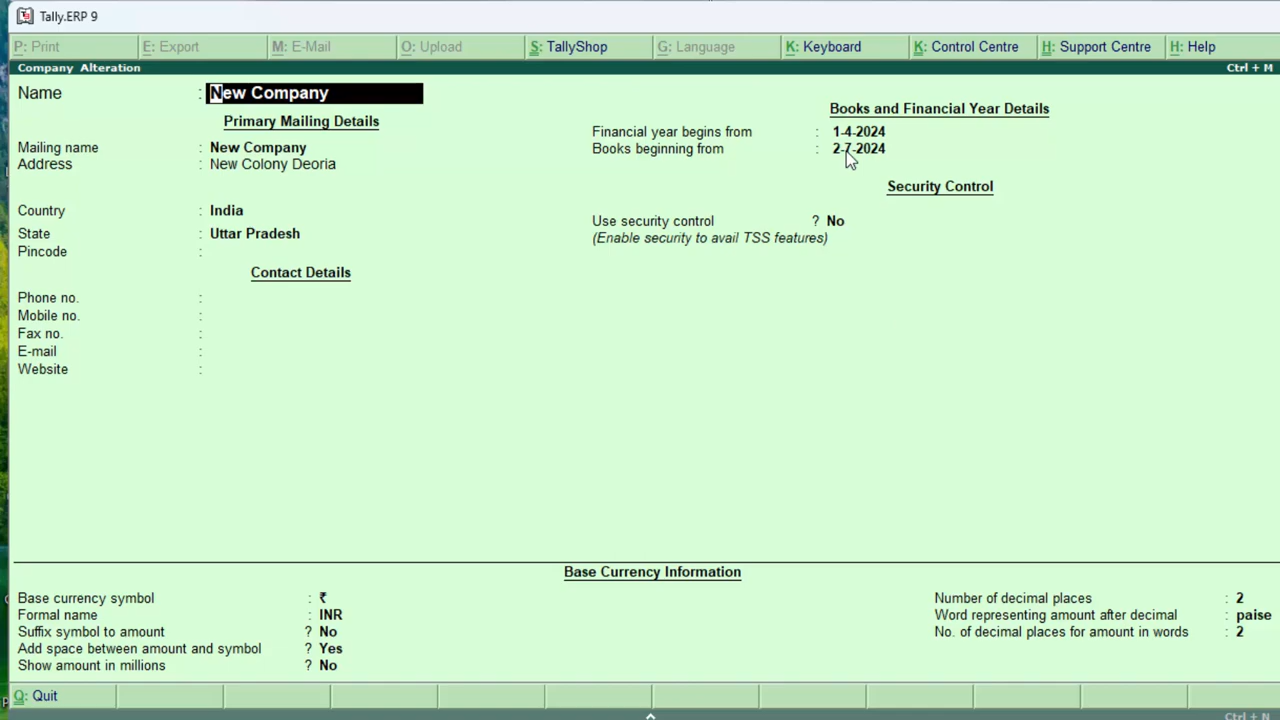 Tally.ERP 9
P: Print E: Export M: E-Mail O: Upload S: TallyShop G: Language K: Keyboard K: Control Centre H: Support Centre H: Help
Company Alteration Ctrl + M
Name : New Company
Primary Mailing Details
Mailing name : New Company
Address : New Colony Deoria
Country : India
State : Uttar Pradesh
Pincode :
Contact Details
Phone no. :
Mobile no. :
Fax no. :
E-mail :
Website :
Books and Financial Year Details
Financial year begins from : 1-4-2024
Books beginning from : 2-7-2024
Security Control
Use security control ? No
(Enable security to avail TSS features)
Base Currency Information
Base currency symbol : ₹
Formal name : INR
Suffix symbol to amount ? No
Add space between amount and symbol ? Yes
Show amount in millions ? No
Number of decimal places : 2
Word representing amount after decimal : paise
No. of decimal places for amount in words : 2
Q: Quit
Ctrl + N